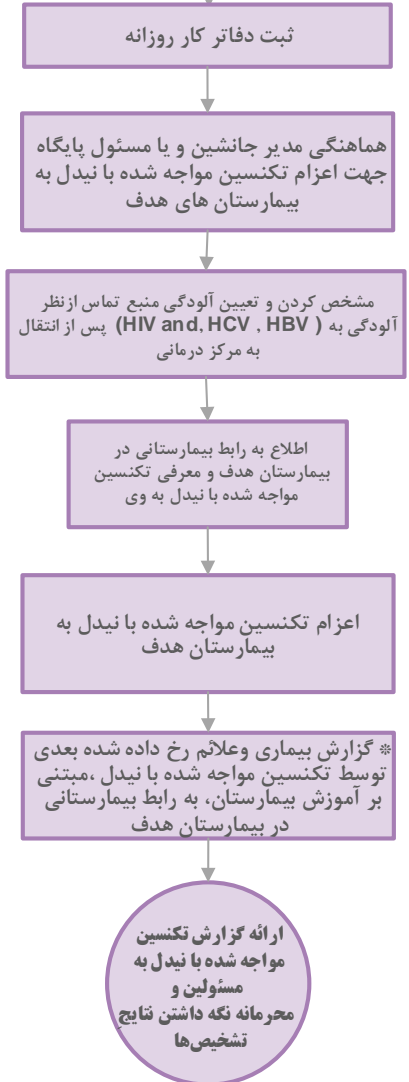 ثبت دفاتر کار روزانه
هماهنگی مدیر جانشین و یا مسئول پایگاه
جهت اعزام تکنسین مواجه شده با نیدل به
بیمارستان های هدف
مشخص کردن و تعیین آلودگی منبع تماس ازنظر
آلودگی به ( HIV and, HCV , HBV) پس از انتقال
به مرکز درمانی
اطلاع به رابط بیمارستانی در
بیمارستان هدف و معرفی تکنسین
مواجه شده با نیدل به وی
اعزام تکنسین مواجه شده با نیدل به
بیمارستان هدف
* گزارش بیماری وعلائم رخ داده شده بعدی
توسط تکنسین مواجه شده با نیدل ،مبتنی
بر آموزش بیمارستان، به رابط بیمارستانی
در بیمارستان هدف
ارائه گزارش تکنسین
مواجه شده با نیدل به
مسئولین و
محرمانه نگه داشتن نتایجِ
تشخیص‌ها